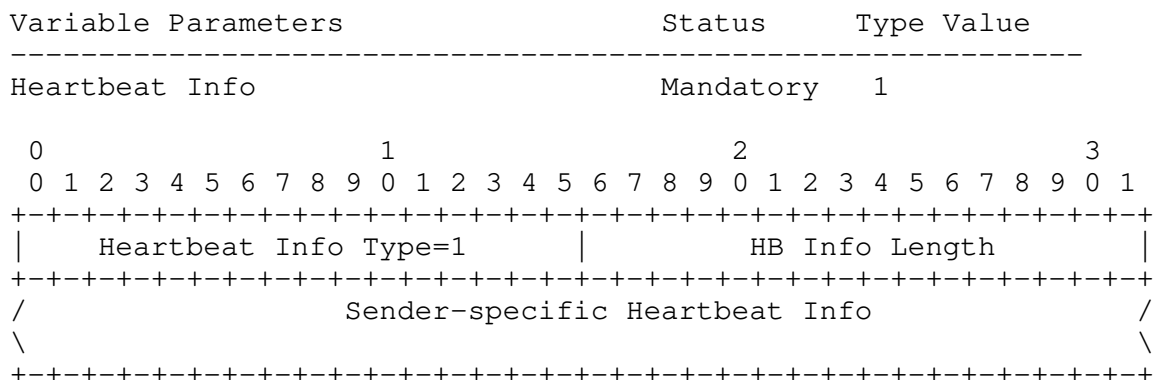 Variable Parameters                  Status     Type Value
-------------------------------------------------------------
Heartbeat Info                       Mandatory   1

 0                   1                   2                   3
 0 1 2 3 4 5 6 7 8 9 0 1 2 3 4 5 6 7 8 9 0 1 2 3 4 5 6 7 8 9 0 1
+-+-+-+-+-+-+-+-+-+-+-+-+-+-+-+-+-+-+-+-+-+-+-+-+-+-+-+-+-+-+-+-+
|    Heartbeat Info Type=1      |         HB Info Length        |
+-+-+-+-+-+-+-+-+-+-+-+-+-+-+-+-+-+-+-+-+-+-+-+-+-+-+-+-+-+-+-+-+
/                  Sender-specific Heartbeat Info               /
\                                                               \
+-+-+-+-+-+-+-+-+-+-+-+-+-+-+-+-+-+-+-+-+-+-+-+-+-+-+-+-+-+-+-+-+